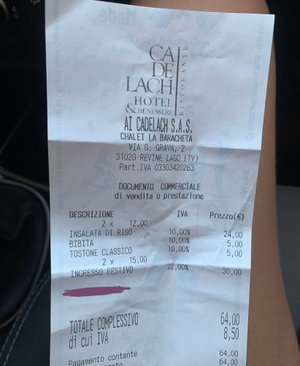 CA
DE
LACH
RISTORANTE
HOTEL
&BENESSERE
AI CADELACH S.A.S.
CHALET LA BARACHETA
VIA G. GRAVA, 2
31020 REVINE LAGO (TV)
Part.IVA 03303420263
DOCUMENTO COMMERCIALE
di vendita o prestazione
DESCRIZIONE IVA Prezzo(€)
2 x 12,00
INSALATA DI RISO 10,00% 24,00
BIBITA 10,00% 5,00
TOSTONE CLASSICO 10,00% 5,00
2 x 15,00
INGRESSO FESTIVO 22,00% 30,00
TOTALE COMPLESSIVO 64,00
di cui IVA 8,50
Pagamento contante 64,00
64,00